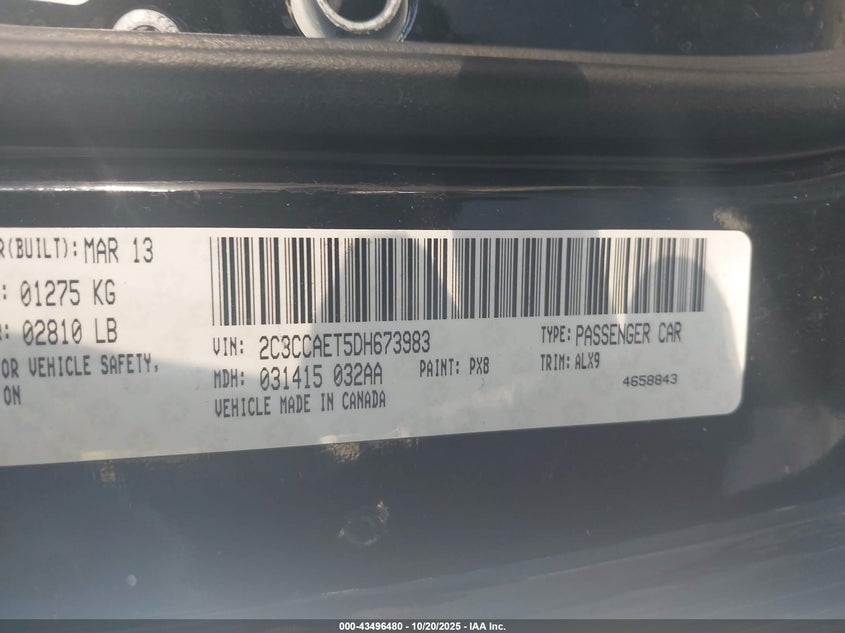 R(BUILT): MAR 13
: 01275 KG
: 02810 LB
OR VEHICLE SAFETY,
ON
VIN: 2C3CCAET5DH673983
TYPE: PASSENGER CAR
MDH: 031415 032AA
PAINT: PX8
TRIM: ALX9
VEHICLE MADE IN CANADA
4658843
000-43496480 - 10/20/2025 - IAA Inc.